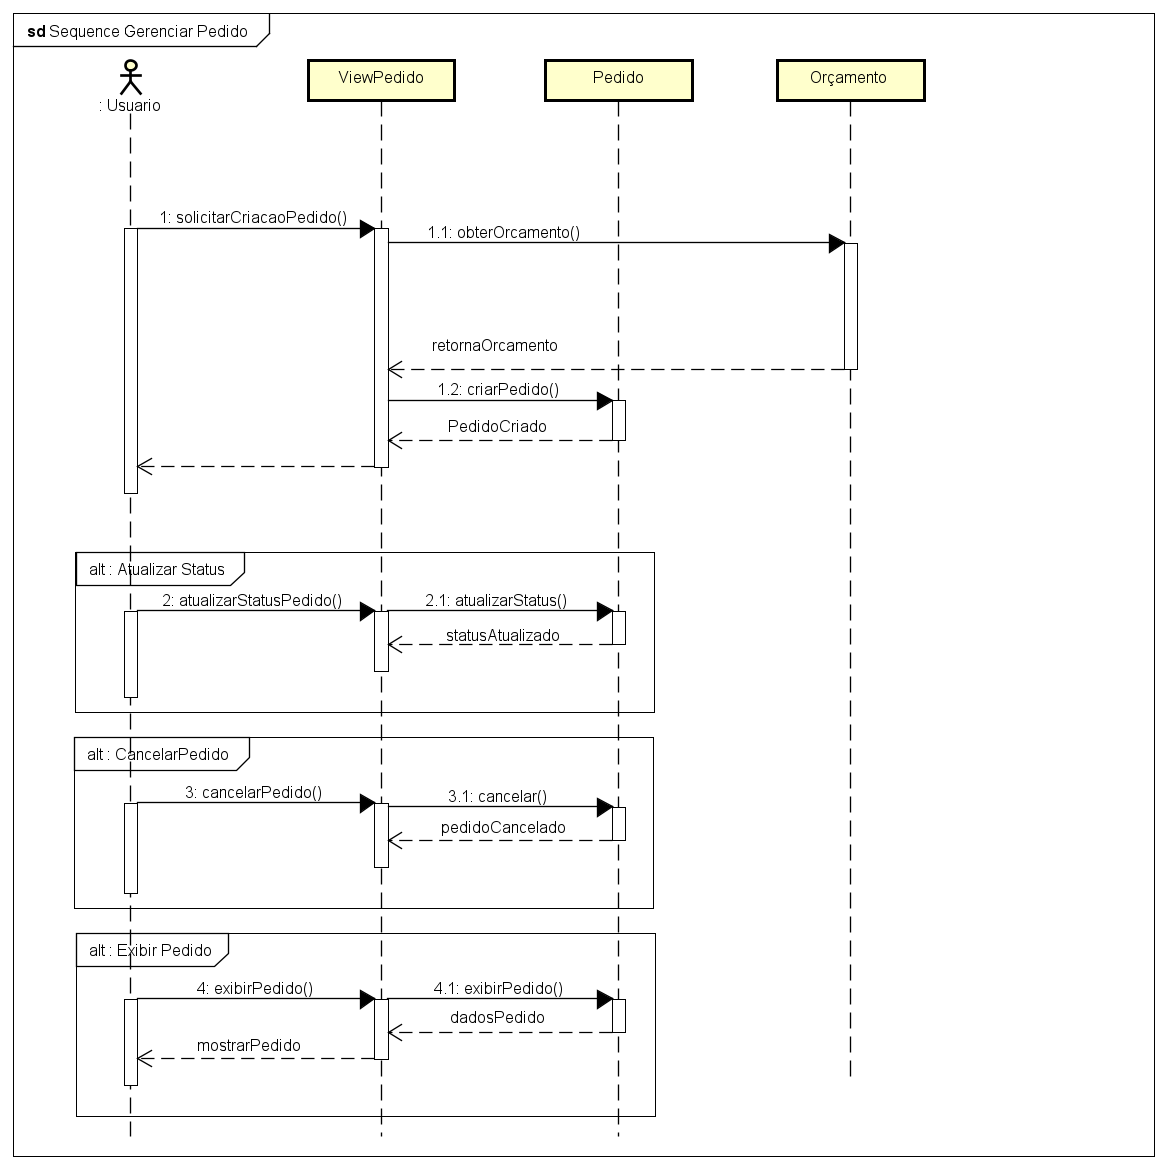 sd Sequence Gerenciar Pedido
: Usuario
ViewPedido
Pedido
Orçamento
1: solicitarCriacaoPedido()
1.1: obterOrcamento()
retornaOrcamento
1.2: criarPedido()
PedidoCriado
alt : Atualizar Status
2: atualizarStatusPedido()
2.1: atualizarStatus()
statusAtualizado
alt : CancelarPedido
3: cancelarPedido()
3.1: cancelar()
pedidoCancelado
alt : Exibir Pedido
4: exibirPedido()
4.1: exibirPedido()
dadosPedido
mostrarPedido